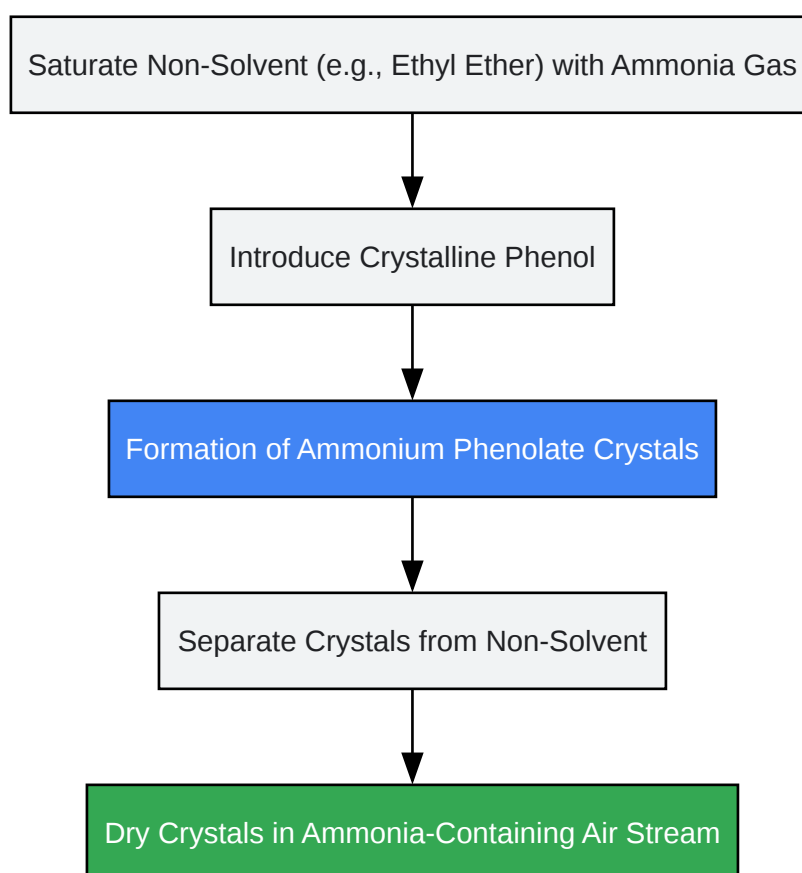 Saturate Non-Solvent (e.g., Ethyl Ether) with Ammonia Gas
Introduce Crystalline Phenol
Formation of Ammonium Phenolate Crystals
Separate Crystals from Non-Solvent
Dry Crystals in Ammonia-Containing Air Stream